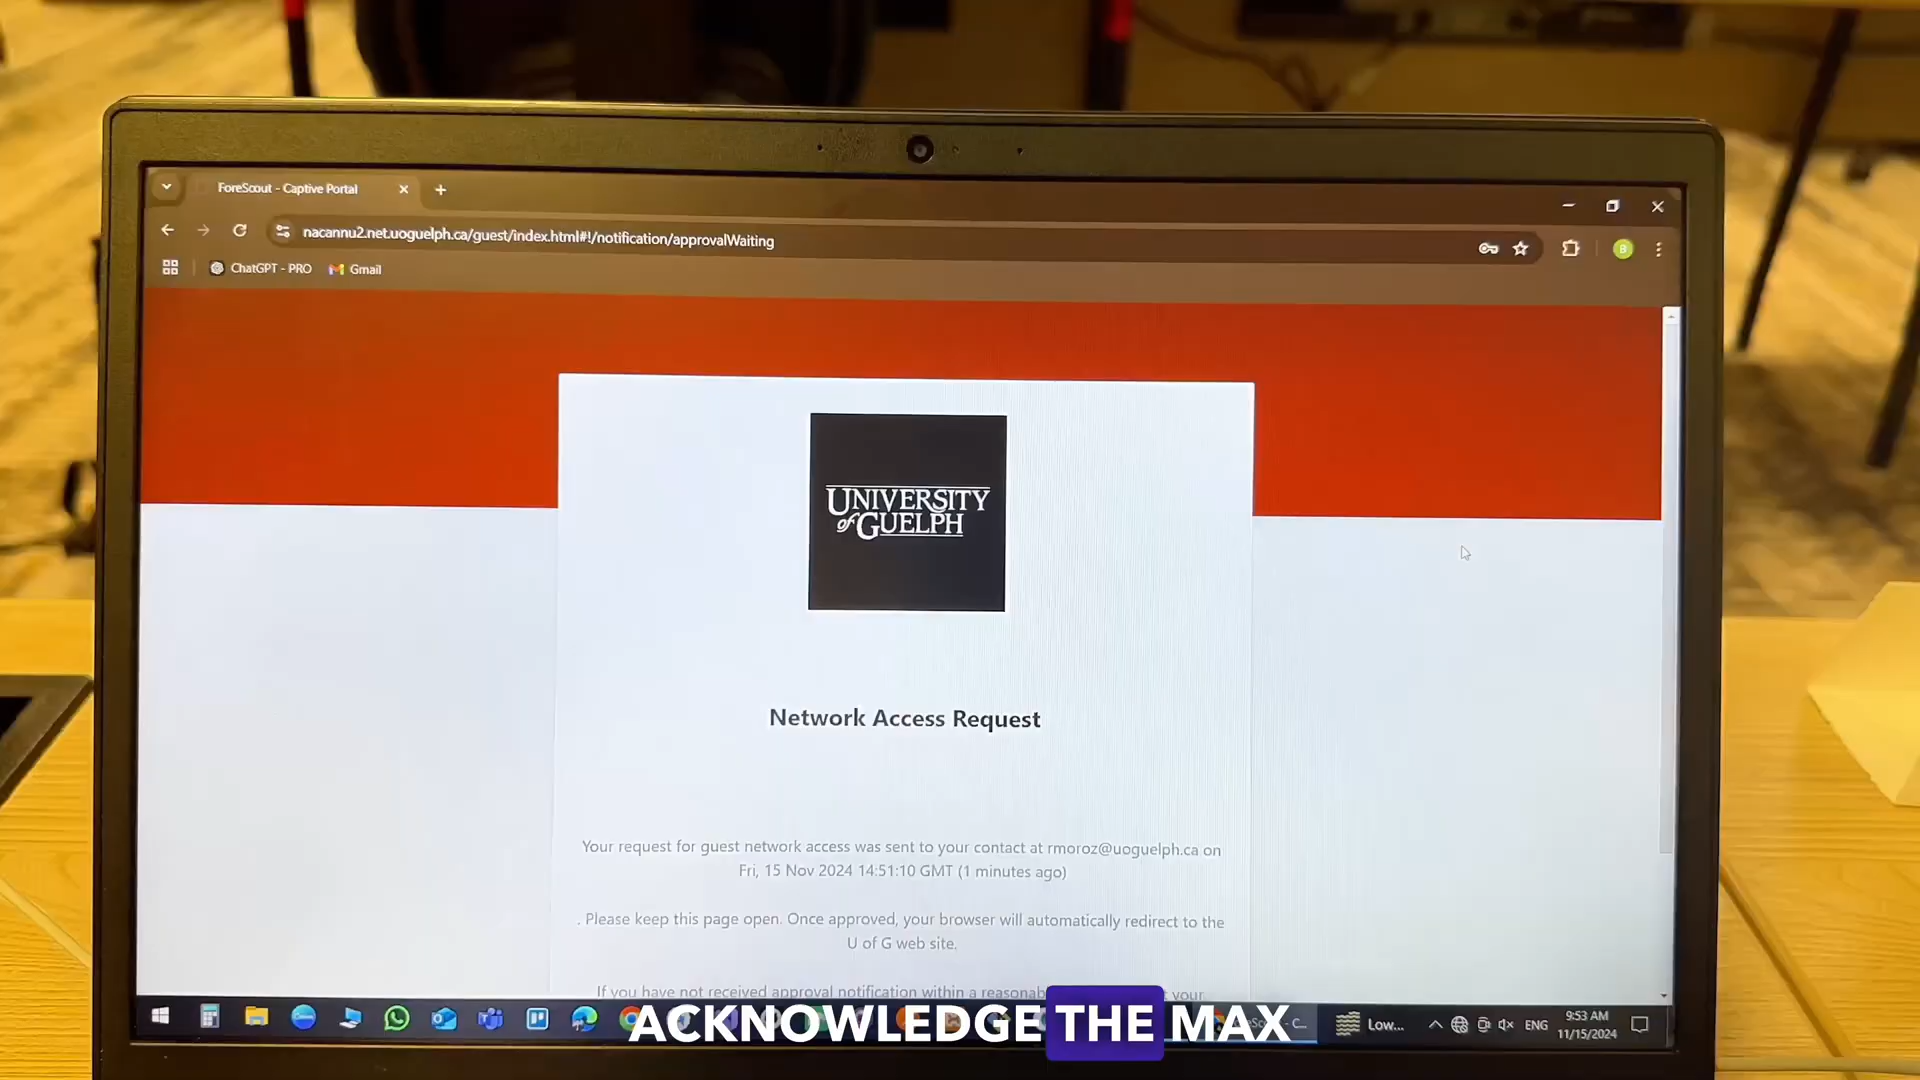 ForeScout - Captive Portal
nacannu2.net.uoguelph.ca/guest/index.html#!/notification/approvalWaiting
B
ChatGPT - PRO
Gmail
UNIVERSITY
of GUELPH
Network Access Request
Your request for guest network access was sent to your contact at rmoroz@uoguelph.ca on
Fri, 15 Nov 2024 14:51:10 GMT (1 minutes ago)
. Please keep this page open. Once approved, your browser will automatically redirect to the
U of G web site.
If you have not received approval notification within a your
ACKNOWLEDGE THE MAX
Low...
ENG
9:53 AM
11/15/2024